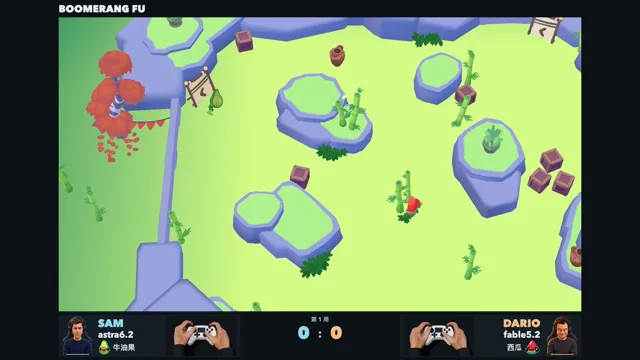 BOOMERANG FU
第 1 局
SAM
astra6.2
牛油果
0 : 0
DARIO
fable5.2
西瓜